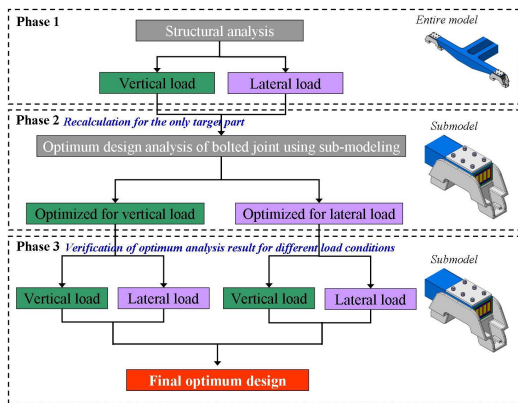 Phase 1
Entire model
Structural analysis
Vertical load
Lateral load
Phase 2 Recalculation for the only target part
Submodel
Optimum design analysis of bolted joint using sub-modeling
Optimized for vertical load
Optimized for lateral load
Phase 3 Verification of optimum analysis result for different load conditions
Submodel
Vertical load
Lateral load
Vertical load
Lateral load
Final optimum design